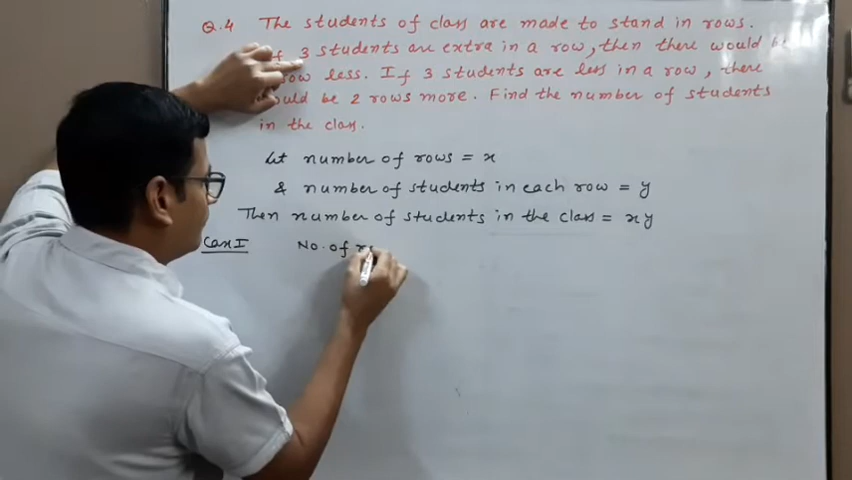 Q.4 The students of class are made to stand in rows.
3 students are extra in a row, then there would
row less. If 3 students are less in a row, there
would be 2 rows more. Find the number of students
in the class.
Let number of rows = x
& number of students in each row = y
Then number of students in the class = xy
Case I No. of